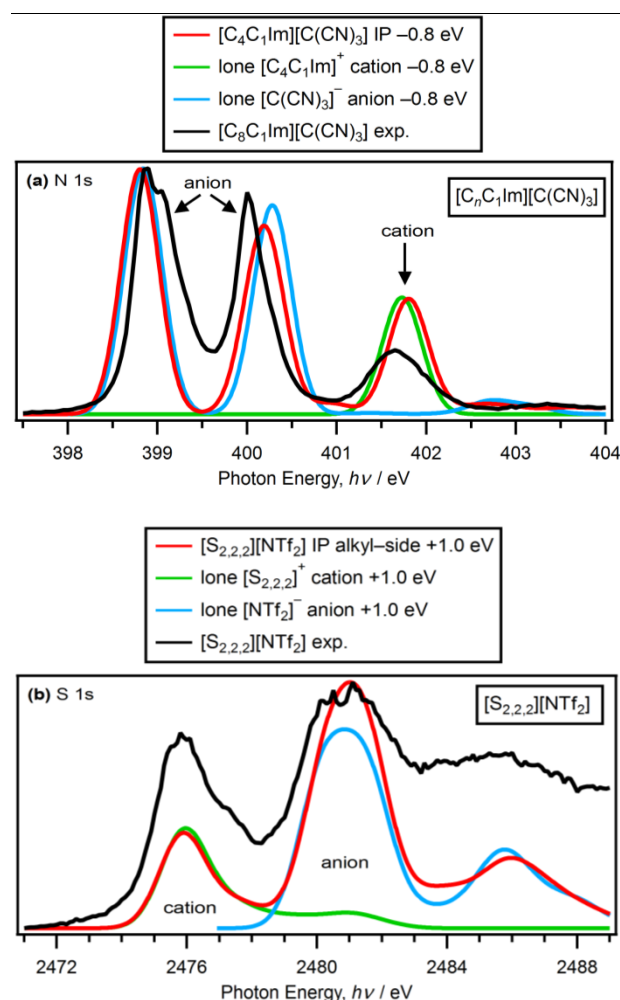 [C₄C₁Im][C(CN)₃] IP –0.8 eV
lone [C₄C₁Im]⁺ cation –0.8 eV
lone [C(CN)₃]⁻ anion –0.8 eV
[C₈C₁Im][C(CN)₃] exp.
(a) N 1s
anion
[CₙC₁Im][C(CN)₃]
cation
398 399 400 401 402 403 404
Photon Energy, hν / eV
[S₂,₂,₂][NTf₂] IP alkyl–side +1.0 eV
lone [S₂,₂,₂]⁺ cation +1.0 eV
lone [NTf₂]⁻ anion +1.0 eV
[S₂,₂,₂][NTf₂] exp.
(b) S 1s
[S₂,₂,₂][NTf₂]
anion
cation
2472 2476 2480 2484 2488
Photon Energy, hν / eV